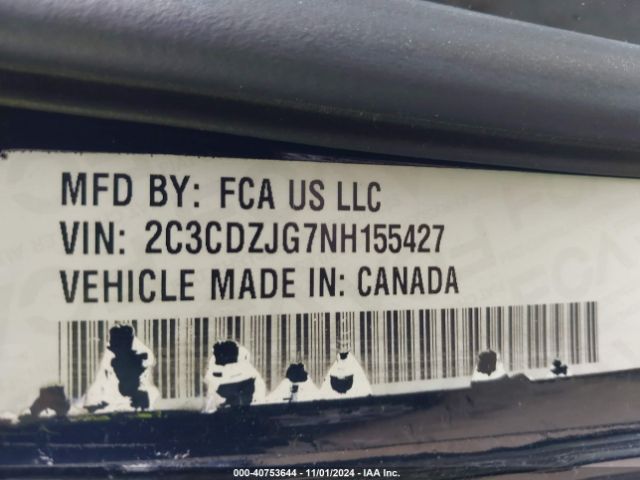 MFD BY: FCA US LLC
VIN: 2C3CDZJG7NH155427
VEHICLE MADE IN: CANADA
000-40753644 - 11/01/2024 - IAA Inc.